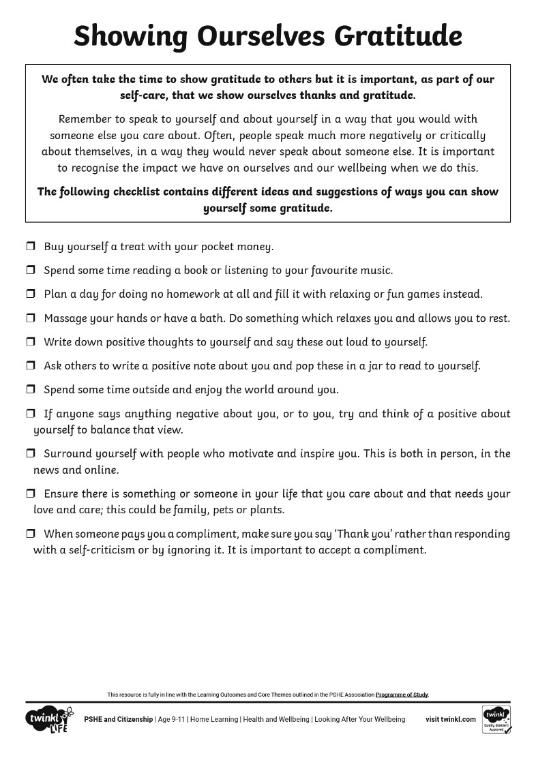 Showing Ourselves Gratitude
We often take the time to show gratitude to others but it is important, as part of our
self-care, that we show ourselves thanks and gratitude.
Remember to speak to yourself and about yourself in a way that you would with
someone else you care about. Often, people speak much more negatively or critically
about themselves, in a way they would never speak about someone else. It is important
to recognise the impact we have on ourselves and our wellbeing when we do this.
The following checklist contains different ideas and suggestions of ways you can show
yourself some gratitude.
❒ Buy yourself a treat with your pocket money.
❒ Spend some time reading a book or listening to your favourite music.
❒ Plan a day for doing no homework at all and fill it with relaxing or fun games instead.
❒ Massage your hands or have a bath. Do something which relaxes you and allows you to rest.
❒ Write down positive thoughts to yourself and say these out loud to yourself.
❒ Ask others to write a positive note about you and pop these in a jar to read to yourself.
❒ Spend some time outside and enjoy the world around you.
❒ If anyone says anything negative about you, or to you, try and think of a positive about
yourself to balance that view.
❒ Surround yourself with people who motivate and inspire you. This is both in person, in the
news and online.
❒ Ensure there is something or someone in your life that you care about and that needs your
love and care; this could be family, pets or plants.
❒ When someone pays you a compliment, make sure you say ‘Thank you’ rather than responding
with a self-criticism or by ignoring it. It is important to accept a compliment.
This resource is fully in line with the Learning Outcomes and Core Themes outlined in the PSHE Association Programme of Study.
twinkl
LIFE
PSHE and Citizenship | Age 9-11 | Home Learning | Health and Wellbeing | Looking After Your Wellbeing
visit twinkl.com
twinkl
Quality Standard
Approved